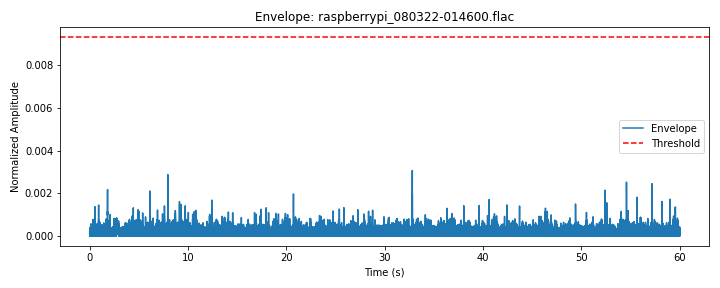 Envelope: raspberrypi_080322-014600.flac
Normalized Amplitude
0.008
0.006
0.004
0.002
0.000
Envelope
Threshold
0
10
20
30
40
50
60
Time (s)